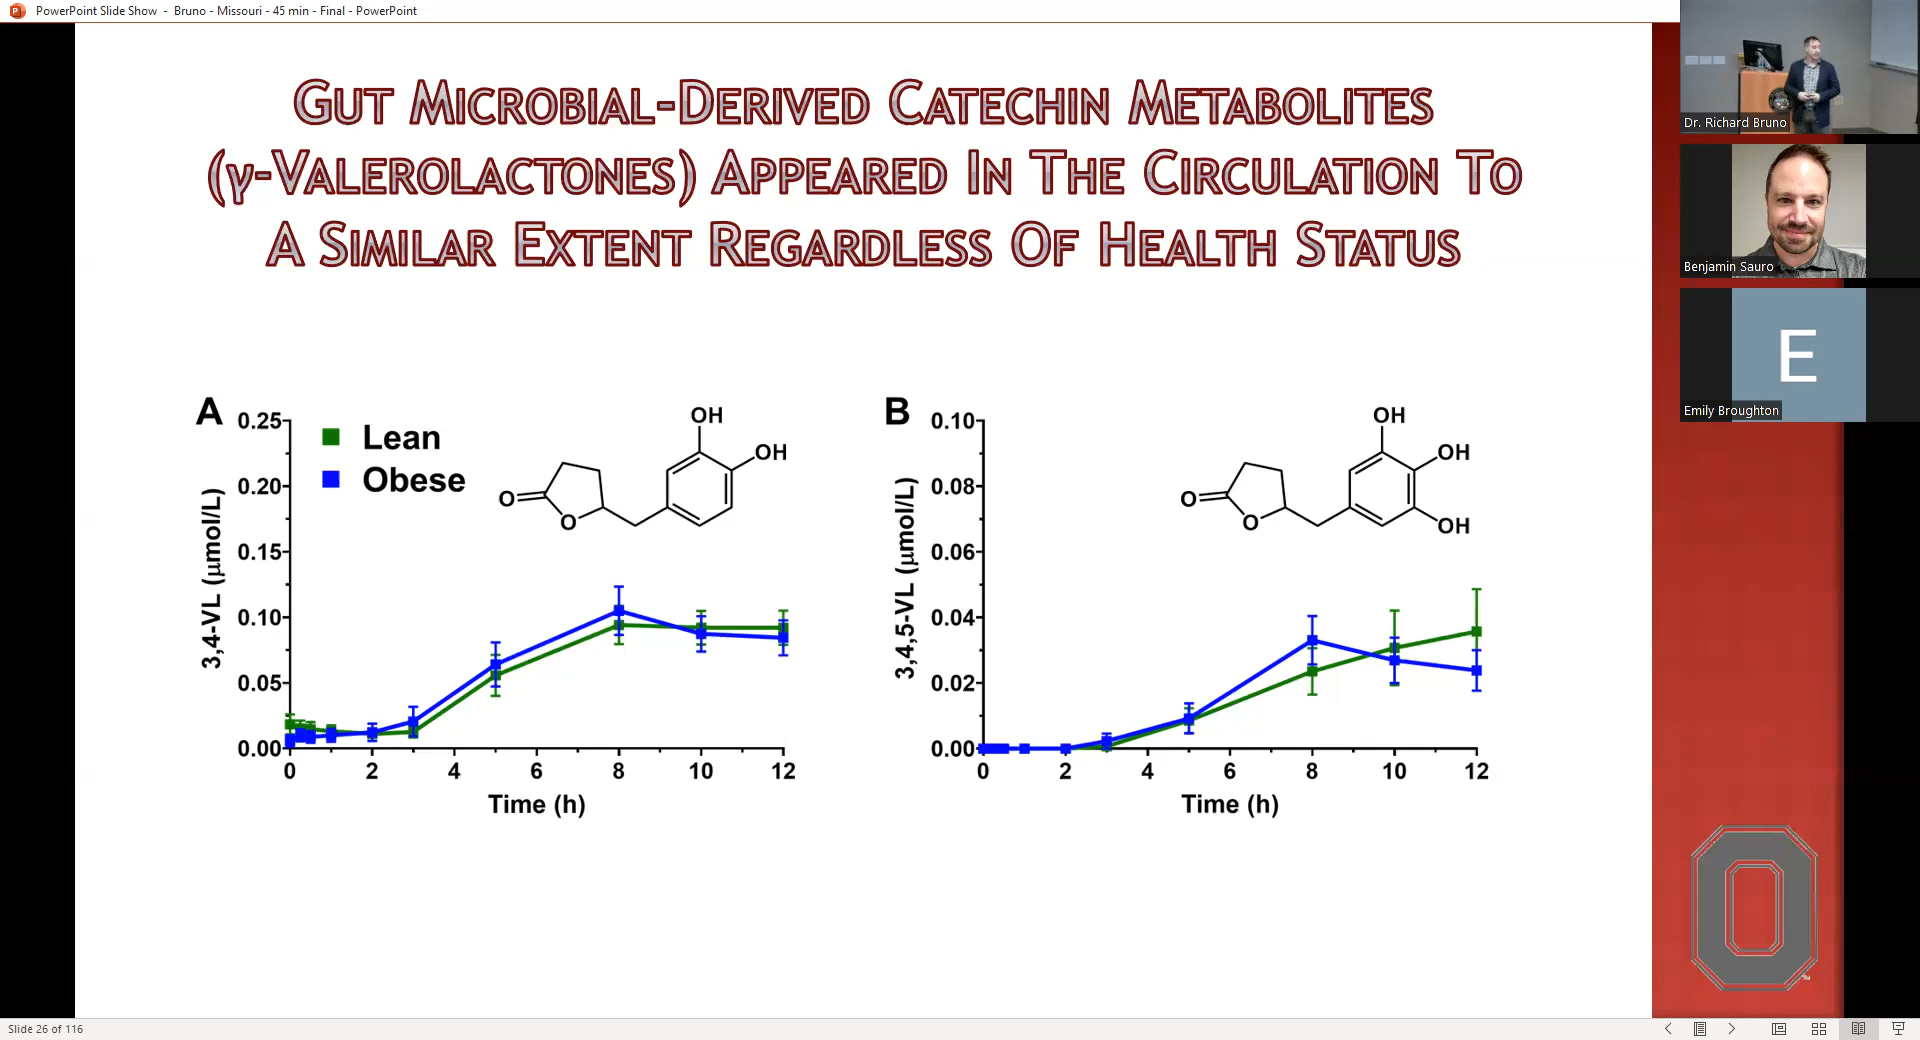 PowerPoint Slide Show - Bruno - Missouri - 45 min - Final - PowerPoint
GUT MICROBIAL-DERIVED CATECHIN METABOLITES
(γ-VALEROLACTONES) APPEARED IN THE CIRCULATION TO
A SIMILAR EXTENT REGARDLESS OF HEALTH STATUS
A
3,4-VL (μmol/L)
0.25
0.20
0.15
0.10
0.05
0.00
Lean
Obese
O
O
OH
OH
0 2 4 6 8 10 12
Time (h)
B
3,4,5-VL (μmol/L)
0.10
0.08
0.06
0.04
0.02
0.00
O
O
OH
OH
OH
0 2 4 6 8 10 12
Time (h)
Dr. Richard Bruno
Benjamin Sauro
E
Emily Broughton
Slide 26 of 116